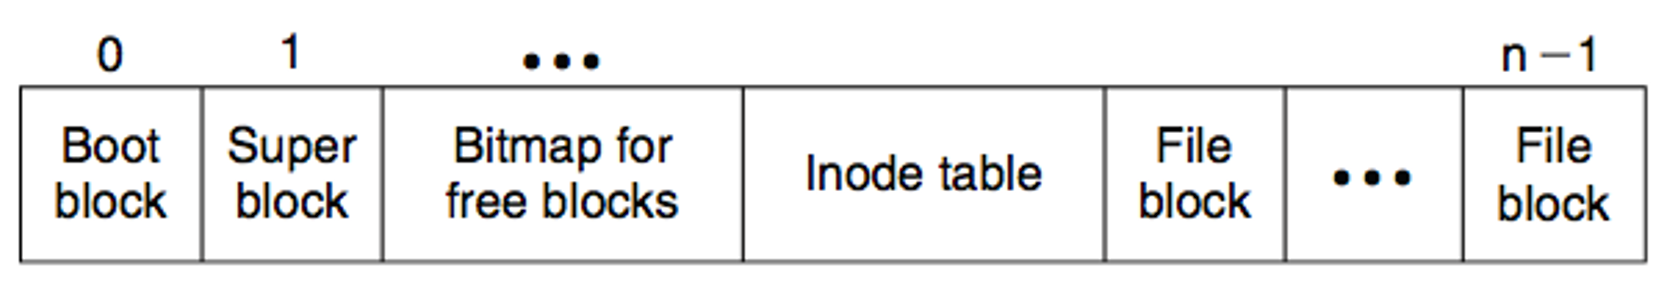 0 1 ••• n – 1
Boot block
Super block
Bitmap for free blocks
Inode table
File block
•••
File block